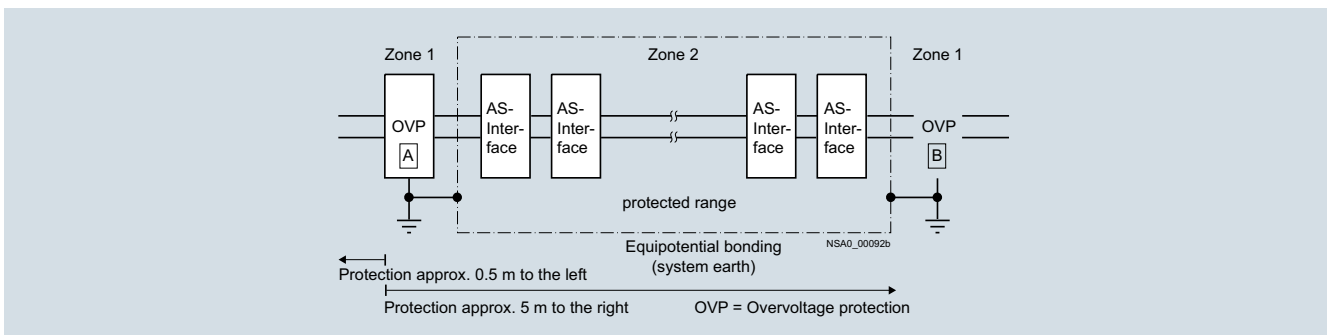 Zone 1
Zone 2
Zone 1
OVP
A
AS-
Inter-
face
AS-
Inter-
face
AS-
Inter-
face
AS-
Inter-
face
OVP
B
protected range
Equipotential bonding
(system earth)
NSA0_00092b
Protection approx. 0.5 m to the left
Protection approx. 5 m to the right
OVP = Overvoltage protection